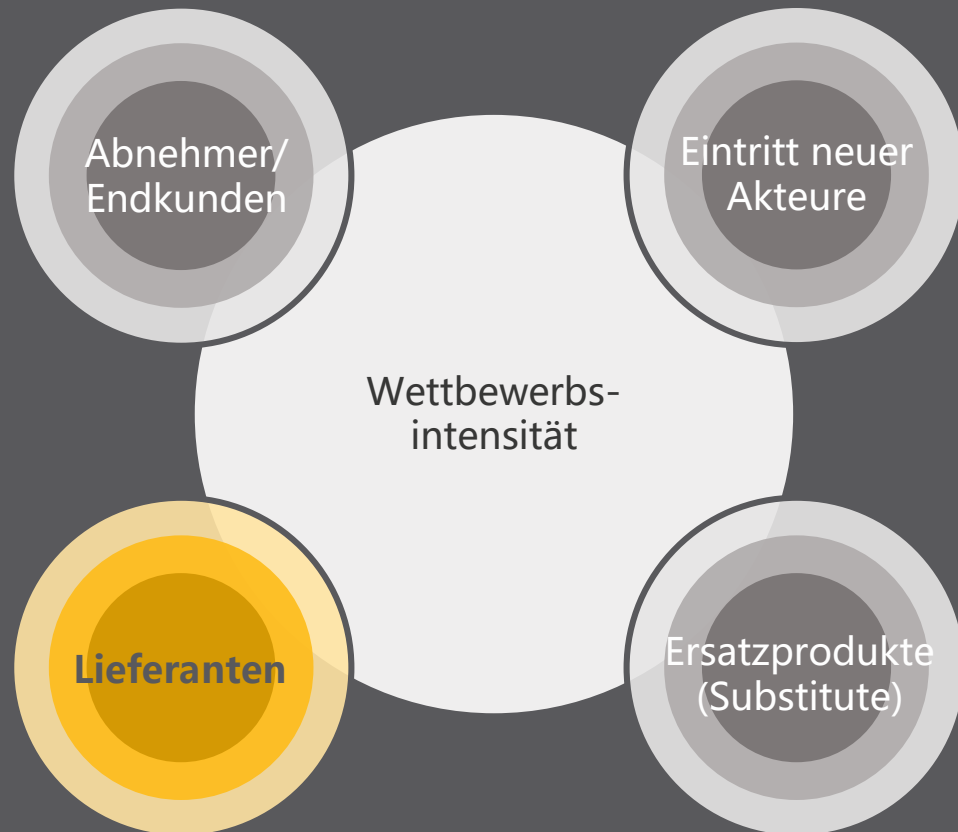 Abnehmer/
Endkunden
Eintritt neuer
Akteure
Wettbewerbs-
intensität
Lieferanten
Ersatzprodukte
(Substitute)